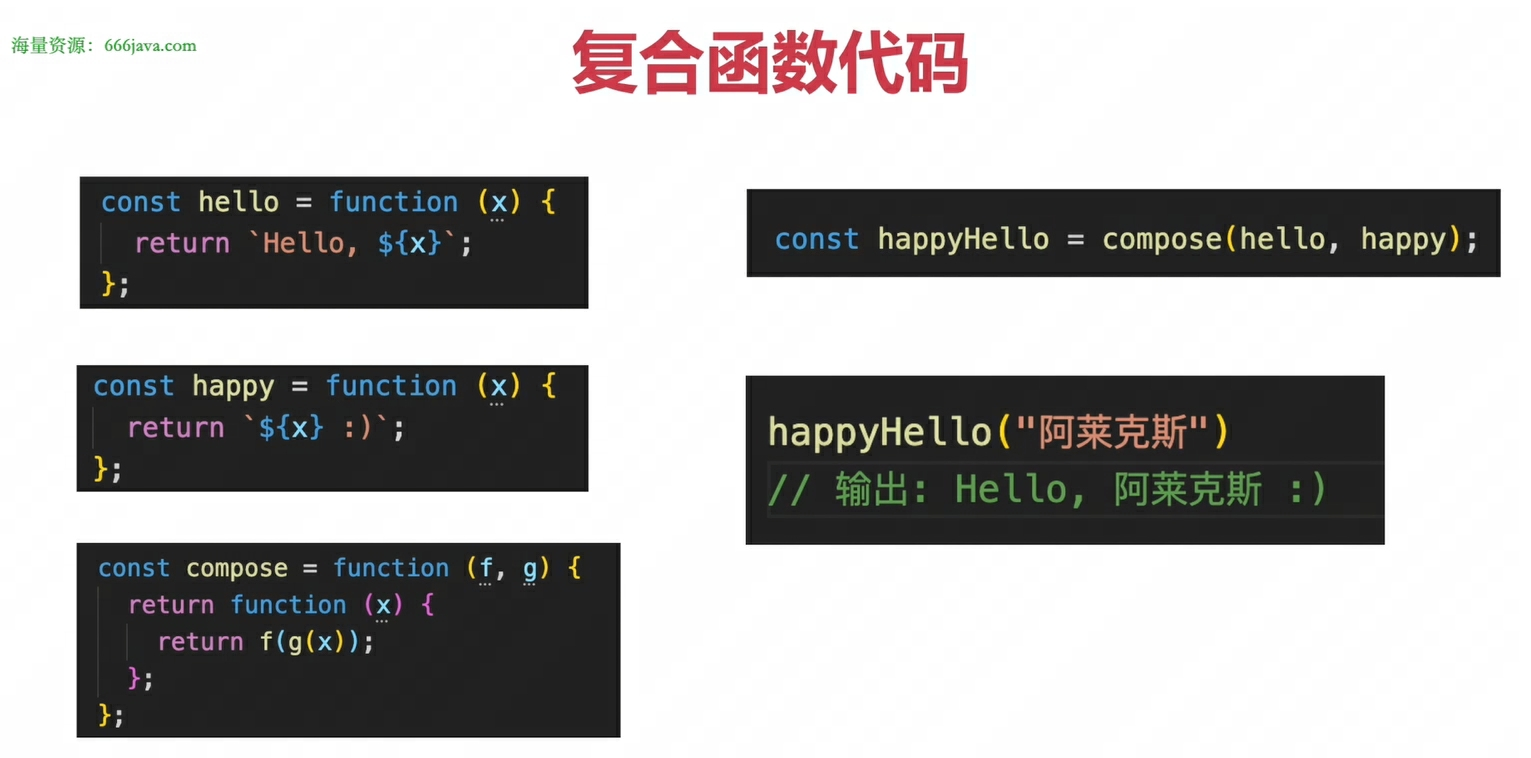 海量资源：666java.com
复合函数代码
const hello = function (x) {
  return `Hello, ${x}`;
};
const happy = function (x) {
  return `${x} :)`;
};
const compose = function (f, g) {
  return function (x) {
    return f(g(x));
  };
};
const happyHello = compose(hello, happy);
happyHello("阿莱克斯")
// 输出: Hello, 阿莱克斯 :)